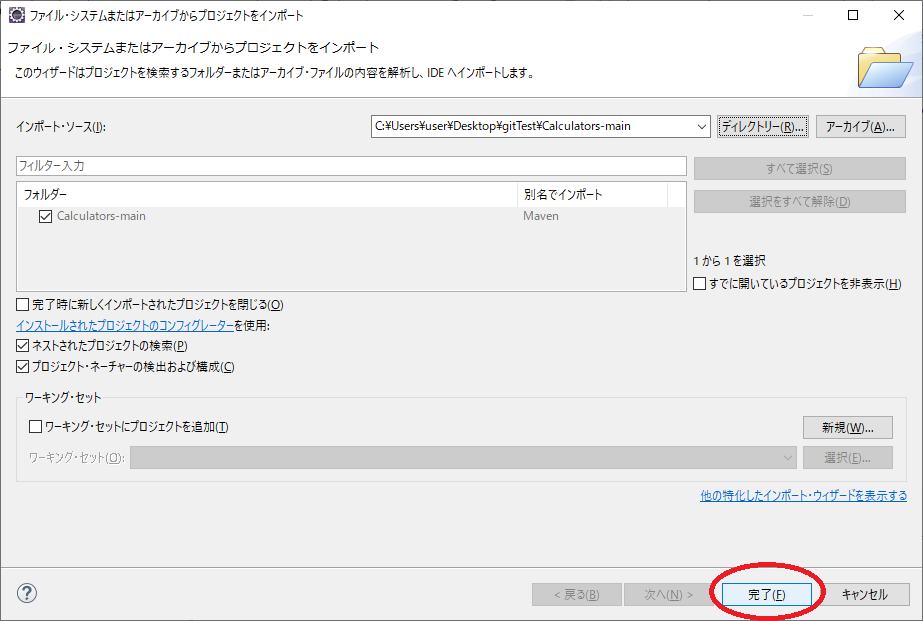 ファイル・システムまたはアーカイブからプロジェクトをインポート
ファイル・システムまたはアーカイブからプロジェクトをインポート
このウィザードはプロジェクトを検索するフォルダーまたはアーカイブ・ファイルの内容を解析し、IDE へインポートします。
インポート・ソース(I): C:¥Users¥user¥Desktop¥gitTest¥Calculators-main ディレクトリー(R)... アーカイブ(A)...
フィルター入力 すべて選択(S)
フォルダー 別名でインポート 選択をすべて解除(D)
Calculators-main Maven
1 から 1 を選択
すでに開いているプロジェクトを非表示(H)
完了時に新しくインポートされたプロジェクトを閉じる(O)
インストールされたプロジェクトのコンフィグレーターを使用:
ネストされたプロジェクトの検索(P)
プロジェクト・ネーチャーの検出および構成(C)
ワーキング・セット
ワーキング・セットにプロジェクトを追加(T) 新規(W)...
ワーキング・セット(O): 選択(E)...
他の特化したインポート・ウィザードを表示する
? < 戻る(B) 次へ(N) > 完了(F) キャンセル